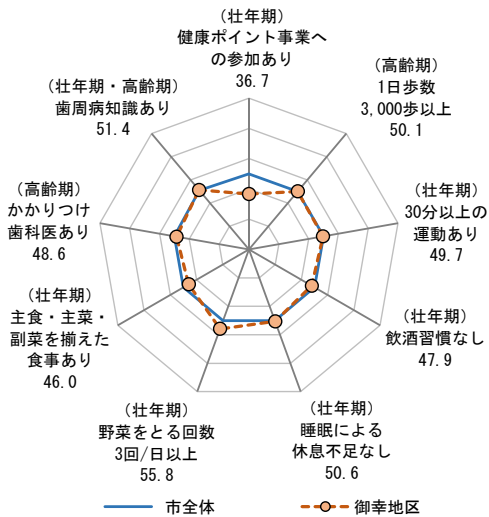 （壮年期）
健康ポイント事業へ
の参加あり
36.7
（高齢期）
1日歩数
3,000歩以上
50.1
（壮年期）
30分以上の
運動あり
49.7
（壮年期）
飲酒習慣なし
47.9
（壮年期）
睡眠による
休息不足なし
50.6
（壮年期）
野菜をとる回数
3回/日以上
55.8
（壮年期）
主食・主菜・
副菜を揃えた
食事あり
46.0
（高齢期）
かかりつけ
歯科医あり
48.6
（壮年期・高齢期）
歯周病知識あり
51.4
市全体
御幸地区